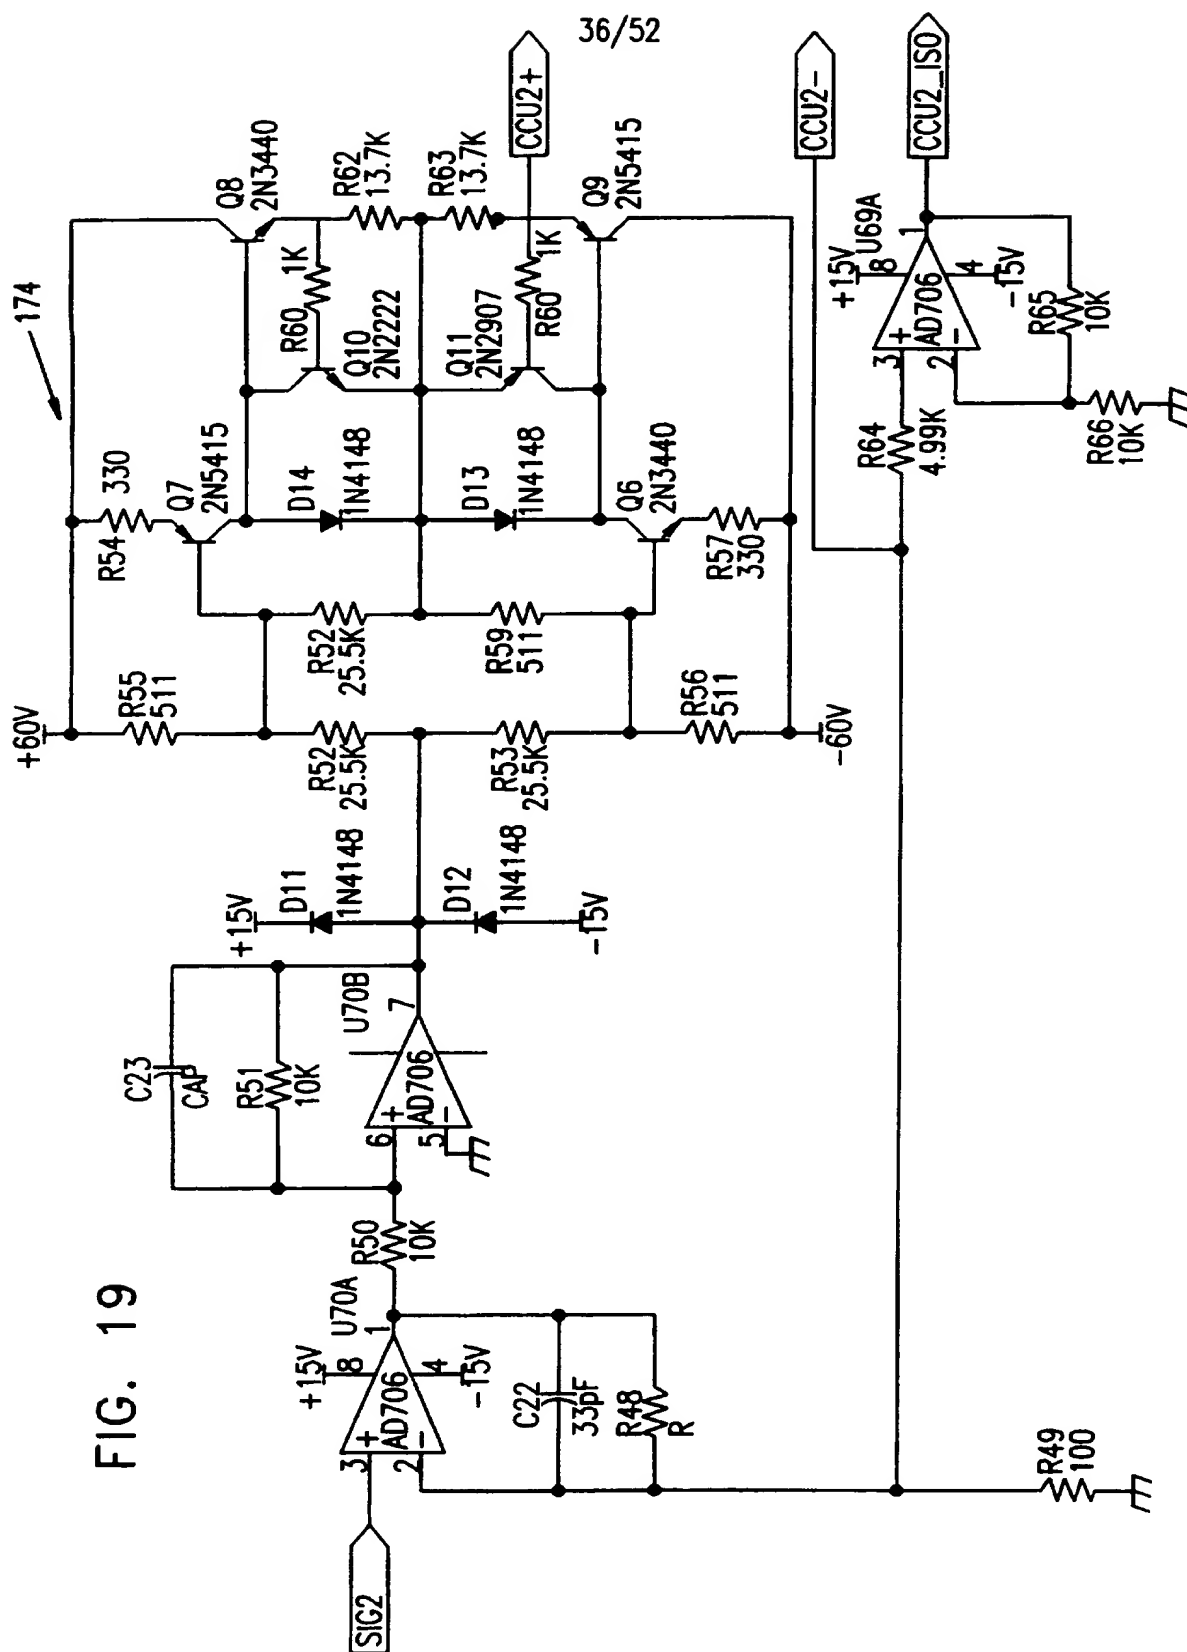 36/52
FIG. 19
174
SIG2
+15V
U70A
3
+
AD706
2
-
8
1
4
-15V
C22
33pF
R48
R
R49
100
R50
10K
C23
CAP
R51
10K
U70B
6
+
AD706
5
-
7
+15V
D11
1N4148
D12
1N4148
-15V
+60V
R55
511
R52
25.5K
R53
25.5K
R56
511
-60V
R52
25.5K
R59
511
R54
330
Q7
2N5415
D14
1N4148
D13
1N4148
Q6
2N3440
R57
330
R60
1K
Q10
2N2222
Q11
2N2907
R60
1K
Q8
2N3440
R62
13.7K
R63
13.7K
Q9
2N5415
CCU2+
CCU2-
CCU2_ISO
R64
4.99K
+15V
U69A
3
+
AD706
2
-
8
1
4
-15V
R65
10K
R66
10K